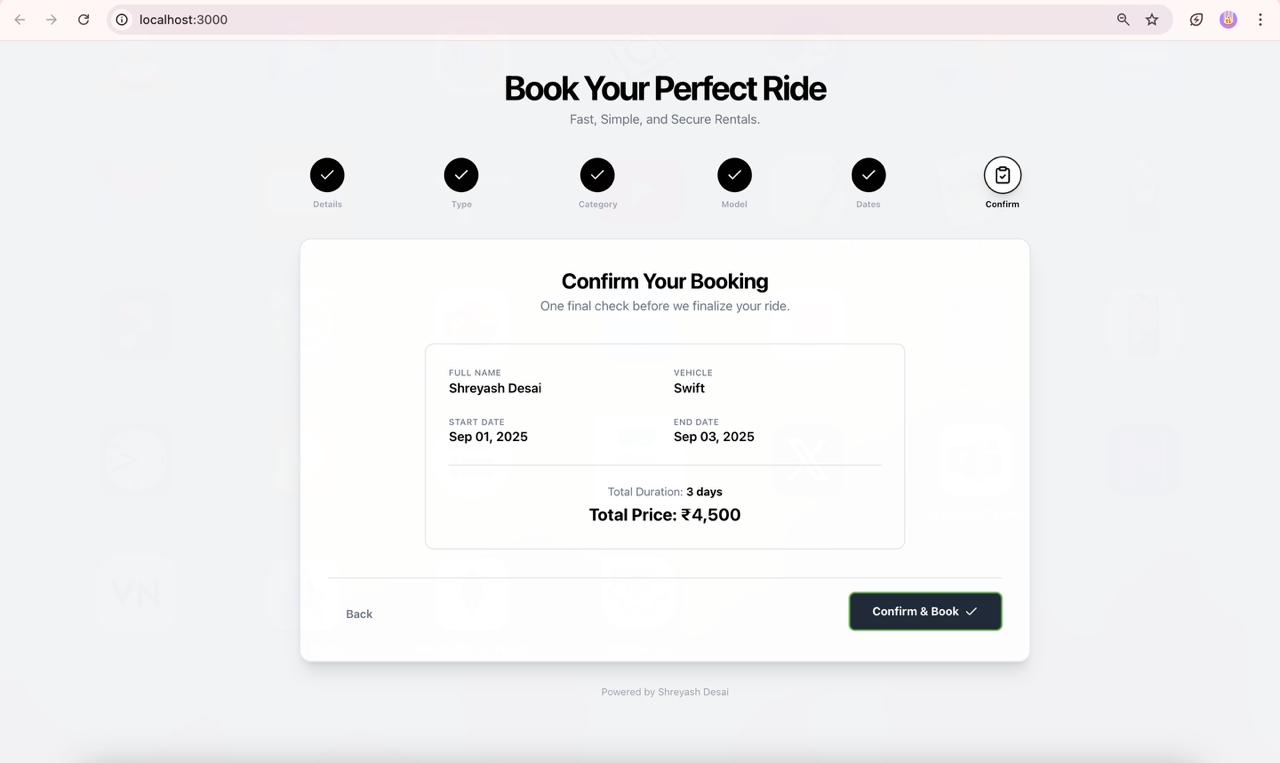 localhost:3000
Book Your Perfect Ride
Fast, Simple, and Secure Rentals.
Details
Type
Category
Model
Dates
Confirm
Confirm Your Booking
One final check before we finalize your ride.
FULL NAME
Shreyash Desai
VEHICLE
Swift
START DATE
Sep 01, 2025
END DATE
Sep 03, 2025
Total Duration: 3 days
Total Price: ₹4,500
VN
Back
Confirm & Book
Powered by Shreyash Desai